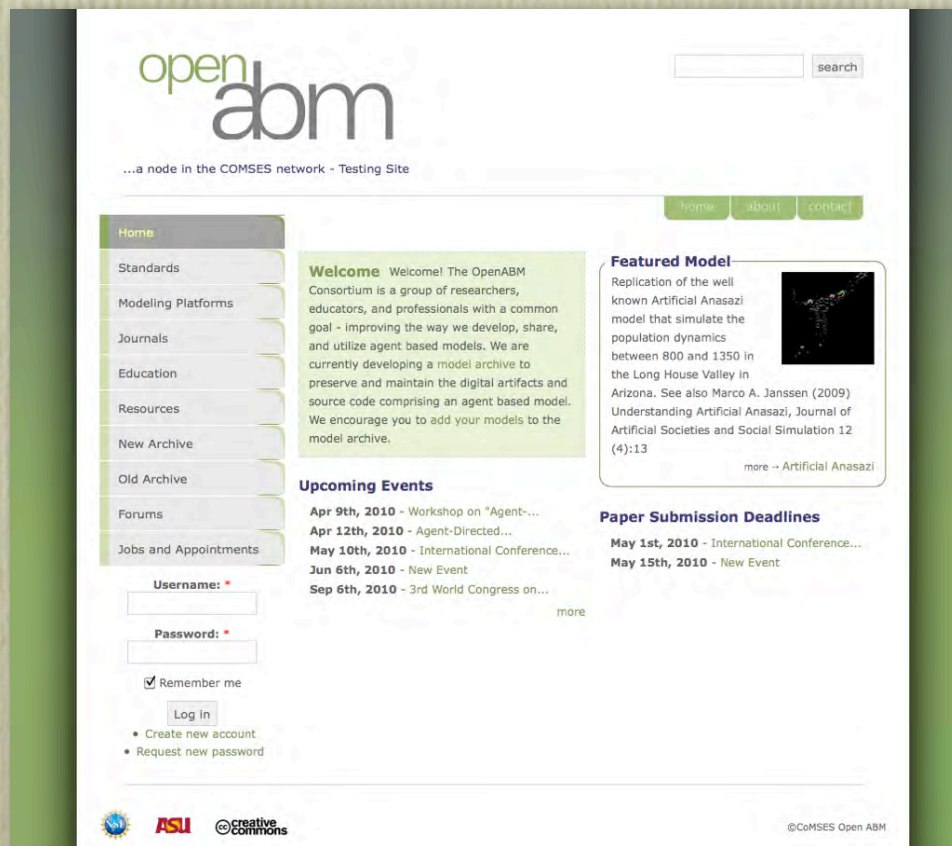 open
abm
search
...a node in the COMSES network - Testing Site
home about contact
Home
Standards
Modeling Platforms
Journals
Education
Resources
New Archive
Old Archive
Forums
Jobs and Appointments
Username: *
Password: *
Remember me
Log in
• Create new account
• Request new password
Welcome Welcome! The OpenABM
Consortium is a group of researchers,
educators, and professionals with a common
goal - improving the way we develop, share,
and utilize agent based models. We are
currently developing a model archive to
preserve and maintain the digital artifacts and
source code comprising an agent based model.
We encourage you to add your models to the
model archive.
Upcoming Events
Apr 9th, 2010 - Workshop on "Agent-...
Apr 12th, 2010 - Agent-Directed...
May 10th, 2010 - International Conference...
Jun 6th, 2010 - New Event
Sep 6th, 2010 - 3rd World Congress on...
more
Featured Model
Replication of the well
known Artificial Anasazi
model that simulate the
population dynamics
between 800 and 1350 in
the Long House Valley in
Arizona. See also Marco A. Janssen (2009)
Understanding Artificial Anasazi, Journal of
Artificial Societies and Social Simulation 12
(4):13
more → Artificial Anasazi
Paper Submission Deadlines
May 1st, 2010 - International Conference...
May 15th, 2010 - New Event
NSF
ASU
cc creative
commons
©CoMSES Open ABM